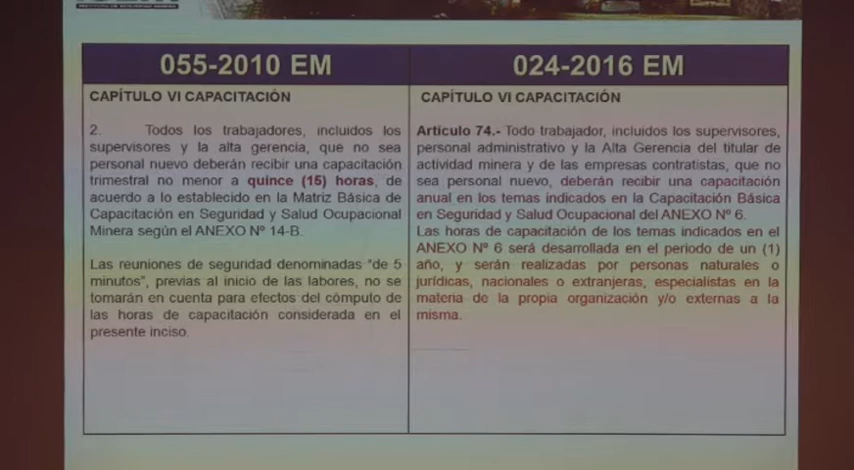 INSTITUTO DE SEGURIDAD MINERA
055-2010 EM
CAPÍTULO VI CAPACITACIÓN
2. Todos los trabajadores, incluidos los
supervisores y la alta gerencia, que no sea
personal nuevo deberán recibir una capacitación
trimestral no menor a quince (15) horas, de
acuerdo a lo establecido en la Matriz Básica de
Capacitación en Seguridad y Salud Ocupacional
Minera según el ANEXO Nº 14-B.
Las reuniones de seguridad denominadas "de 5
minutos", previas al inicio de las labores, no se
tomarán en cuenta para efectos del cómputo de
las horas de capacitación considerada en el
presente inciso.
024-2016 EM
CAPÍTULO VI CAPACITACIÓN
Artículo 74.- Todo trabajador, incluidos los supervisores,
personal administrativo y la Alta Gerencia del titular de
actividad minera y de las empresas contratistas, que no
sea personal nuevo, deberán recibir una capacitación
anual en los temas indicados en la Capacitación Básica
en Seguridad y Salud Ocupacional del ANEXO Nº 6.
Las horas de capacitación de los temas indicados en el
ANEXO Nº 6 será desarrollada en el periodo de un (1)
año, y serán realizadas por personas naturales o
jurídicas, nacionales o extranjeras, especialistas en la
materia de la propia organización y/o externas a la
misma.